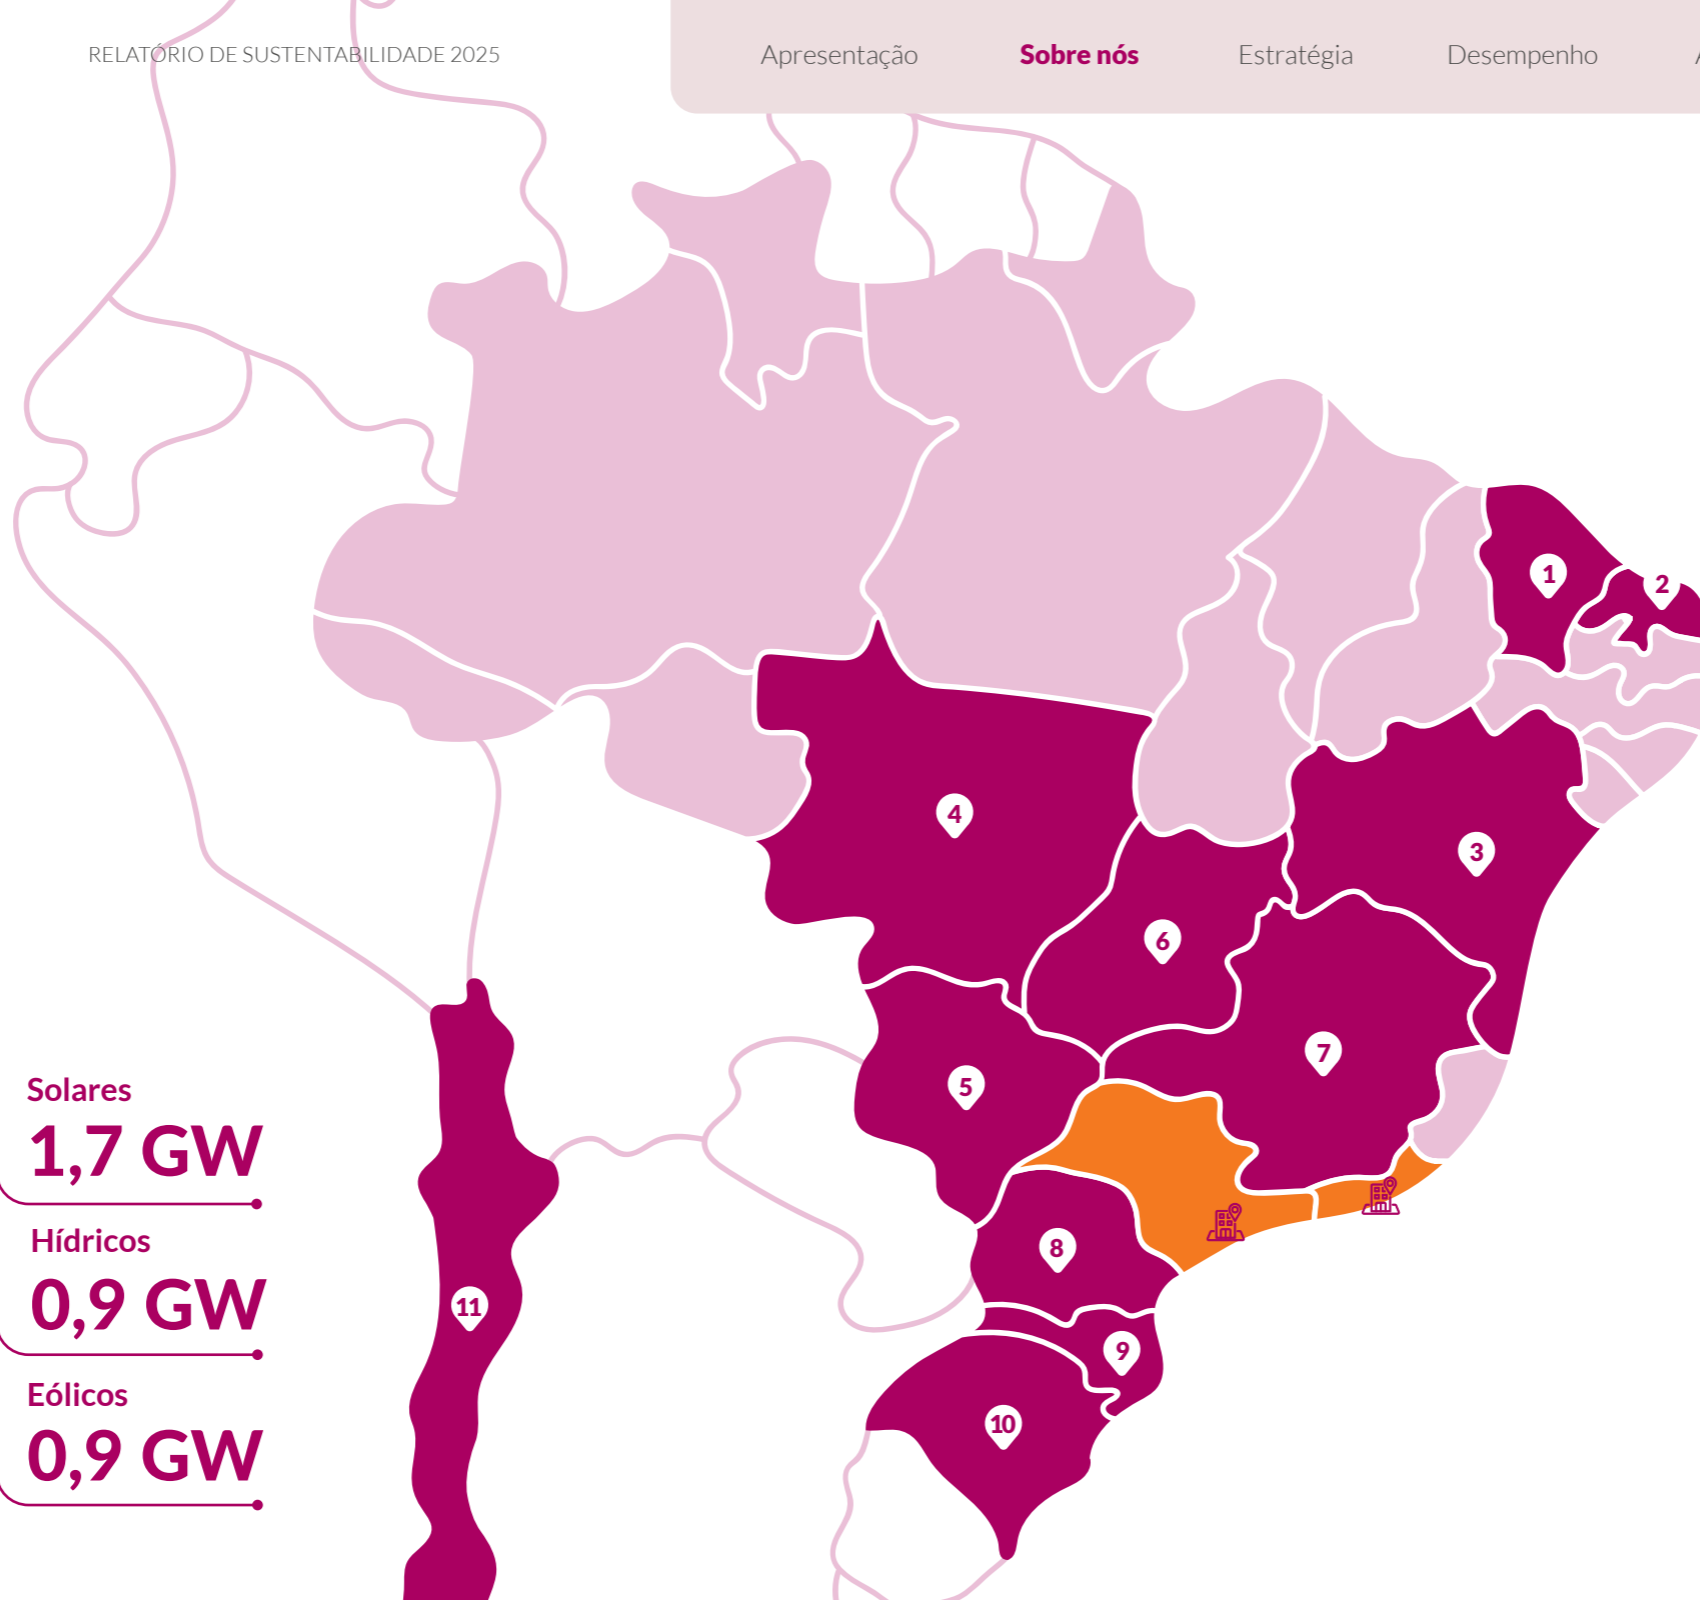 RELATÓRIO DE SUSTENTABILIDADE 2025
Apresentação
Sobre nós
Estratégia
Desempenho
1
2
4
3
6
7
5
Solares
1,7 GW
Hídricos
0,9 GW
8
11
9
Eólicos
0,9 GW
10